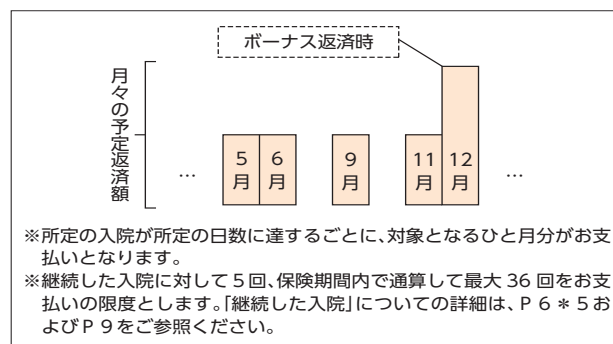 ボーナス返済時
月々の予定返済額
…
5月
6月
9月
11月
12月
…
※所定の入院が所定の日数に達するごとに、対象となるひと月分がお支
払いとなります。
※継続した入院に対して5回、保険期間内で通算して最大 36 回をお支
払いの限度とします。「継続した入院」についての詳細は、P 6 * 5お
よびP 9をご参照ください。